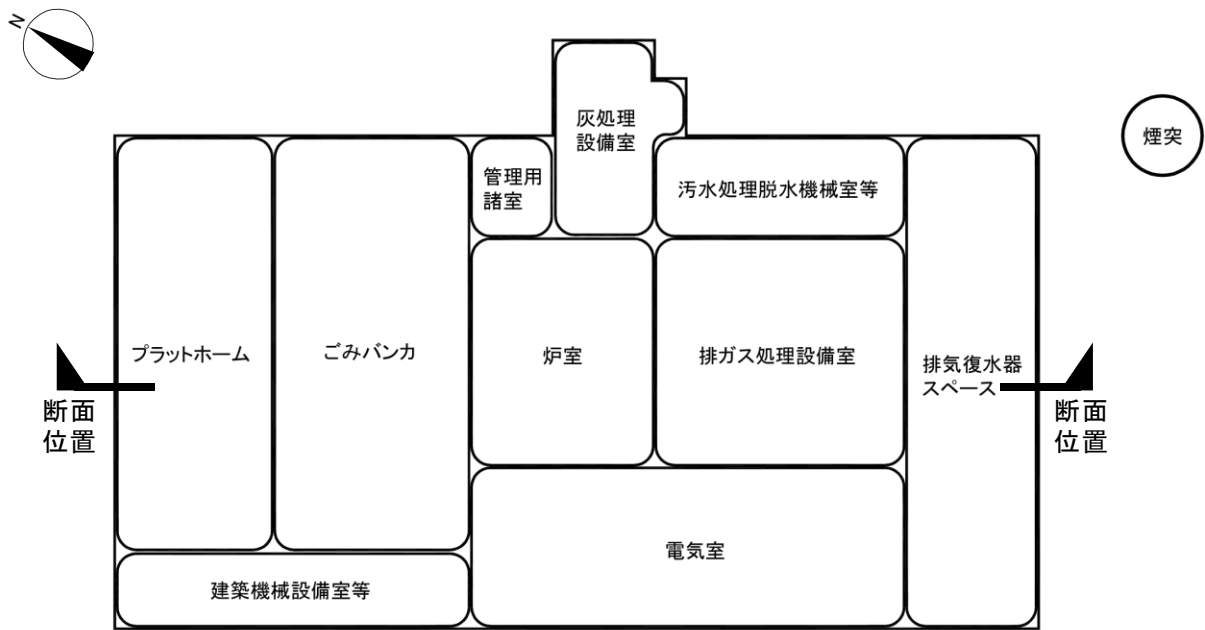 N
灰処理
設備室
煙突
管理用
諸室
汚水処理脱水機械室等
プラットホーム
ごみバンカ
炉室
排ガス処理設備室
排気復水器
スペース
断面
位置
断面
位置
電気室
建築機械設備室等